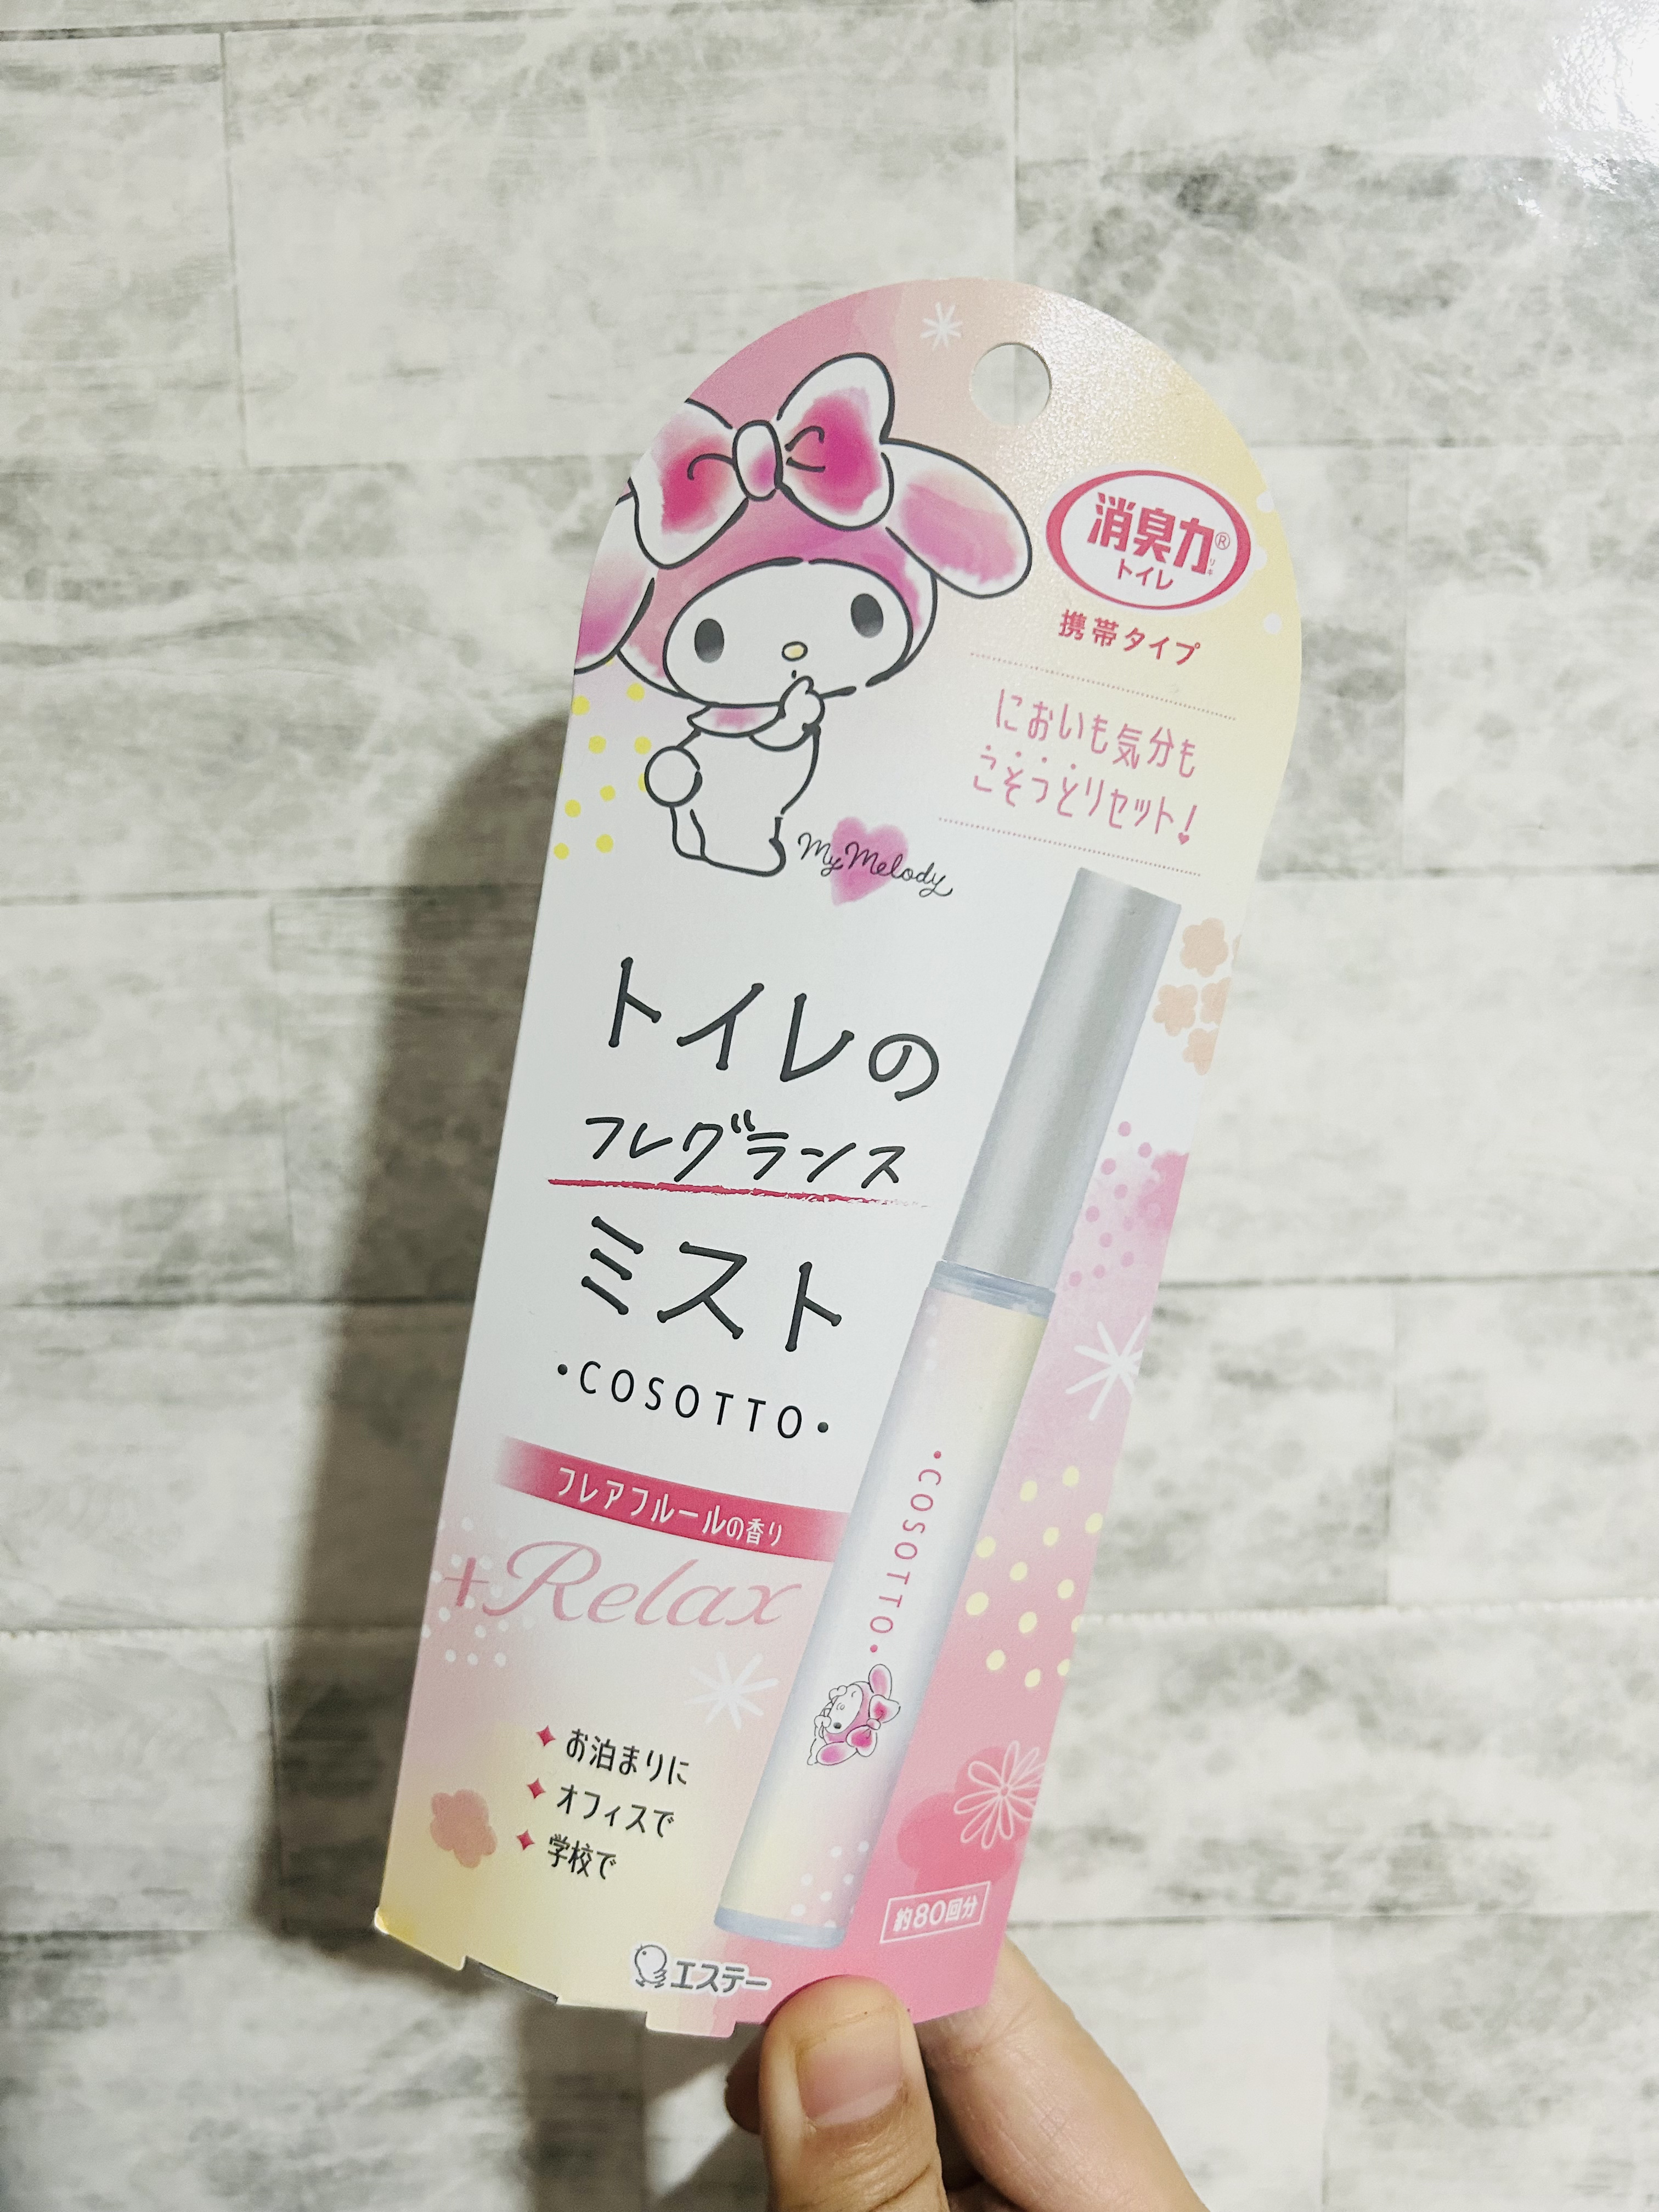 消臭力®
リキ
トイレ
携帯タイプ
においも気分も
こそっとリセット!
My Melody
トイレの
フレグランス
ミスト
・COSOTTO・
フレアフルールの香り
+Relax
お泊まりに
オフィスで
学校で
・COSOTTO・
約80回分
エステー